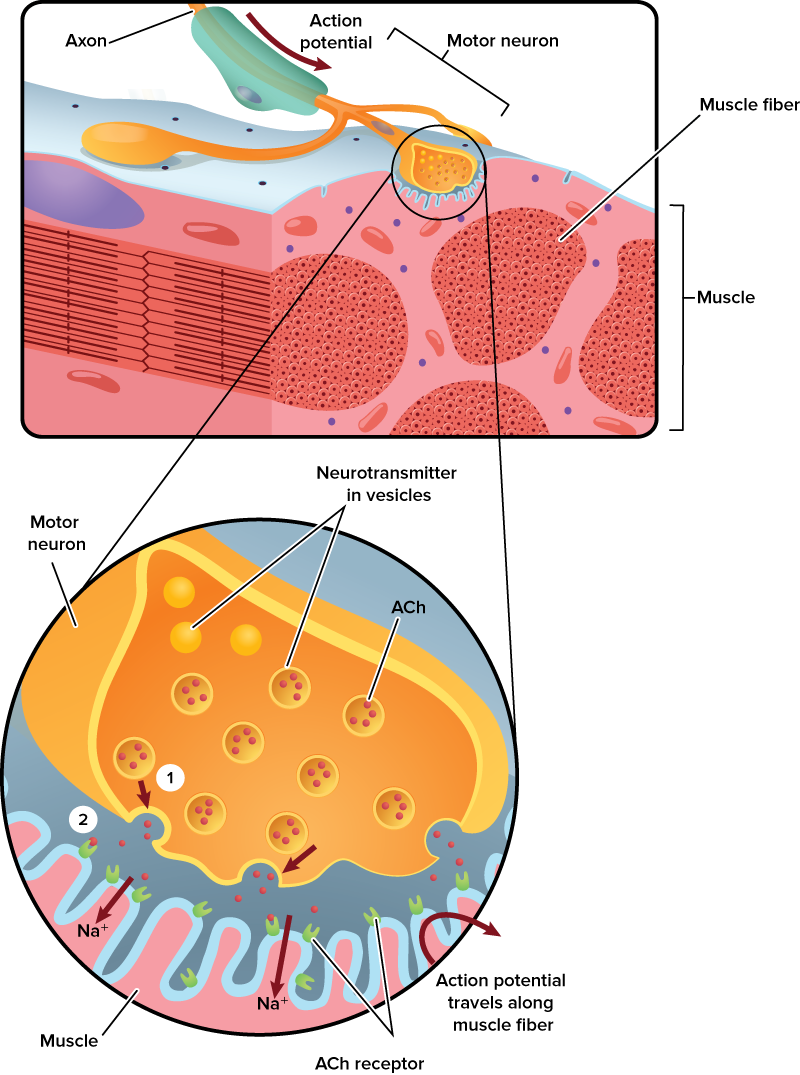 Axon
Action
potential
Motor neuron
Muscle fiber
Muscle
Neurotransmitter
in vesicles
Motor
neuron
ACh
1
2
Na⁺
Na⁺
Action potential
travels along
muscle fiber
Muscle
ACh receptor